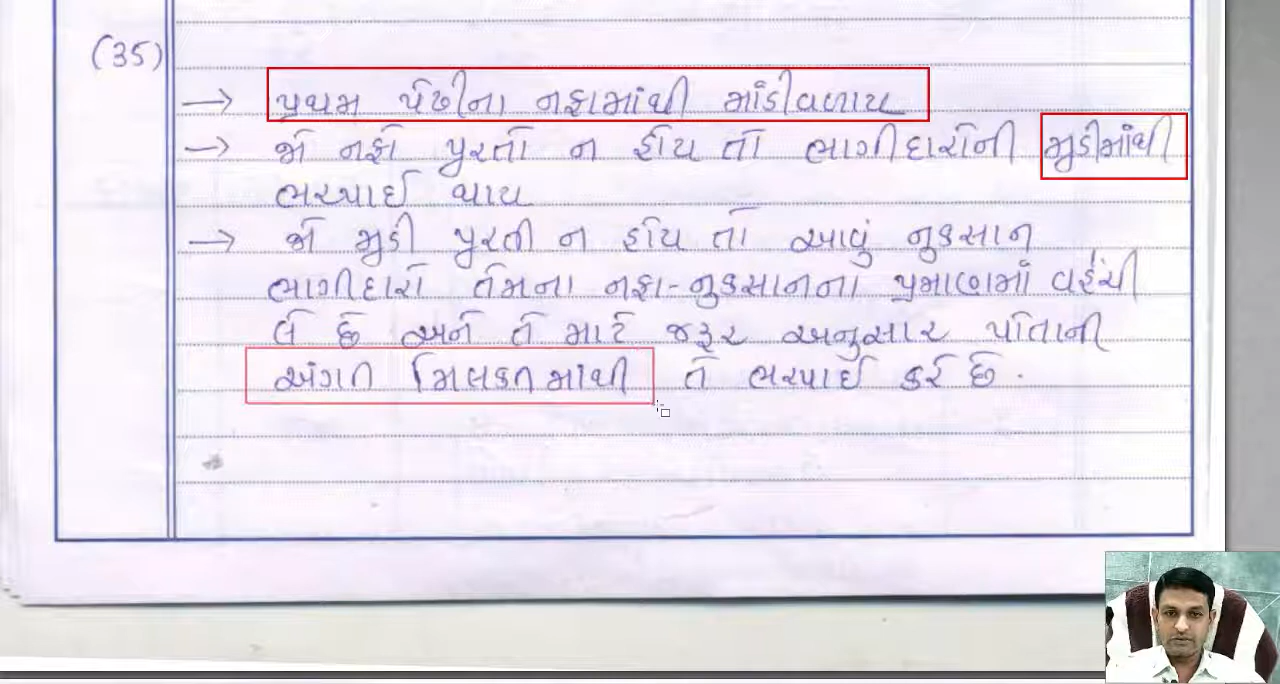 (35)
→ પ્રથમ પેઢીના નફામાંથી માંડીવળાય
→ જો નફો પુરતો ન હોય તો ભાગીદારોની મુડીમાંથી
ભરપાઈ થાય
→ જો મુડી પુરતી ન હોય તો આવું નુકસાન
ભાગીદારો તેમના નફા-નુકસાનના પ્રમાણમાં વહેંચી
લે છે અને તે માટે જરૂર અનુસાર પોતાની
અંગત મિલકતમાંથી તે ભરપાઈ કરે છે.